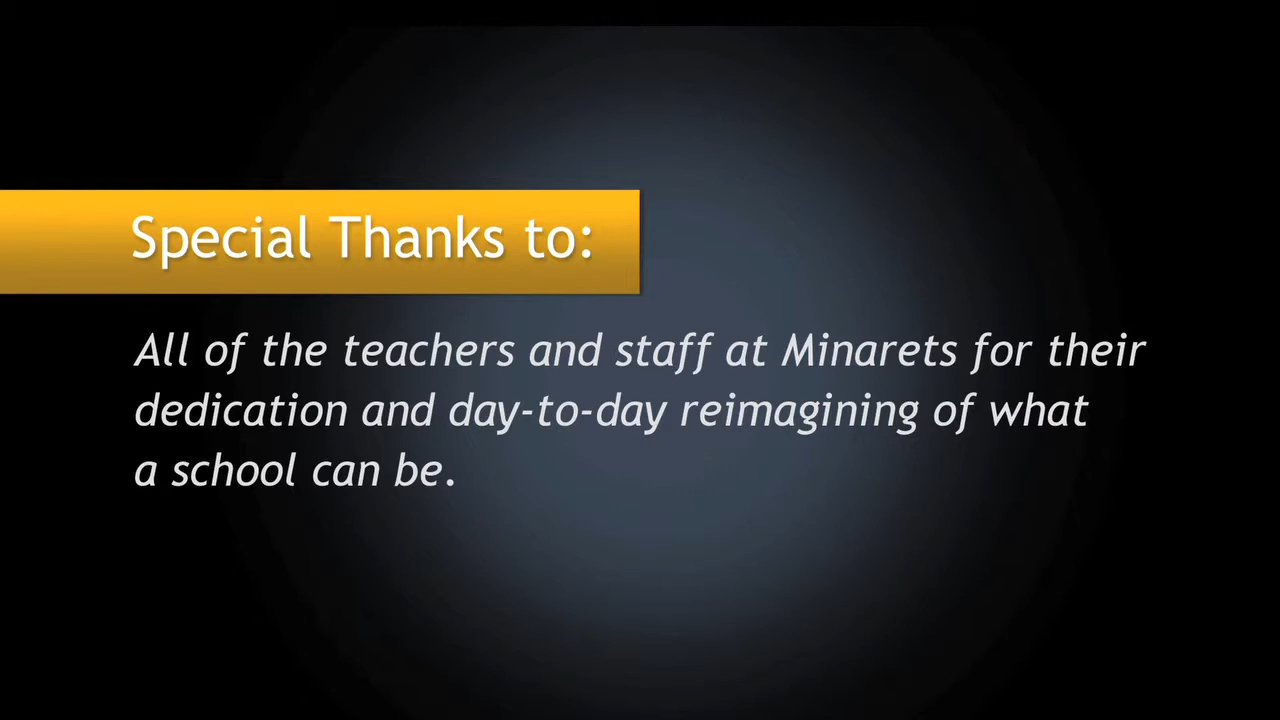 Special Thanks to:
All of the teachers and staff at Minarets for their
dedication and day-to-day reimagining of what
a school can be.